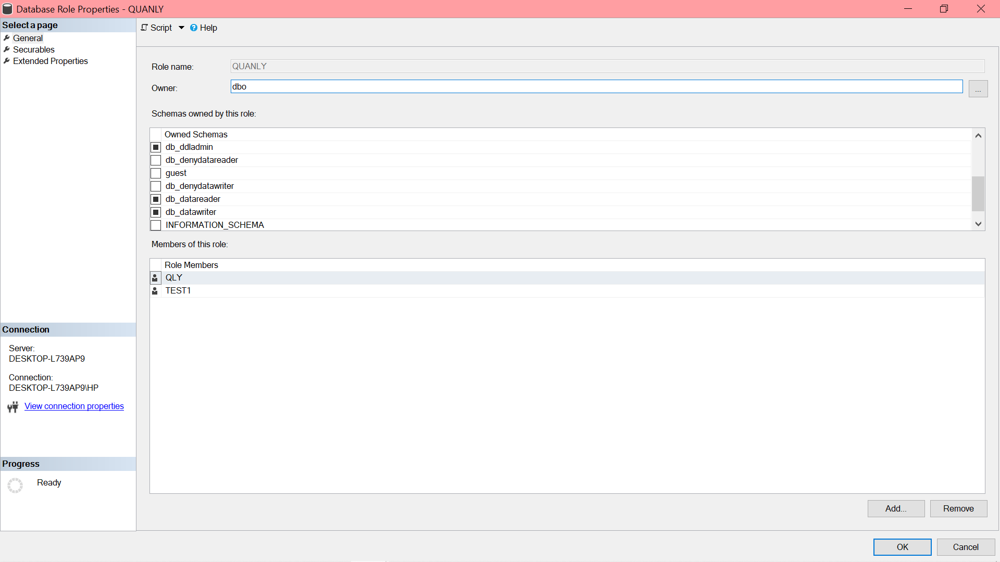 Database Role Properties - QUANLY
Select a page
General
Securables
Extended Properties
Script
Help
Role name:
QUANLY
Owner:
dbo
...
Schemas owned by this role:
Owned Schemas
db_ddladmin
db_denydatareader
guest
db_denydatawriter
db_datareader
db_datawriter
INFORMATION_SCHEMA
Members of this role:
Role Members
QLY
TEST1
Connection
Server:
DESKTOP-L739AP9
Connection:
DESKTOP-L739AP9\HP
View connection properties
Progress
Ready
Add...
Remove
OK
Cancel